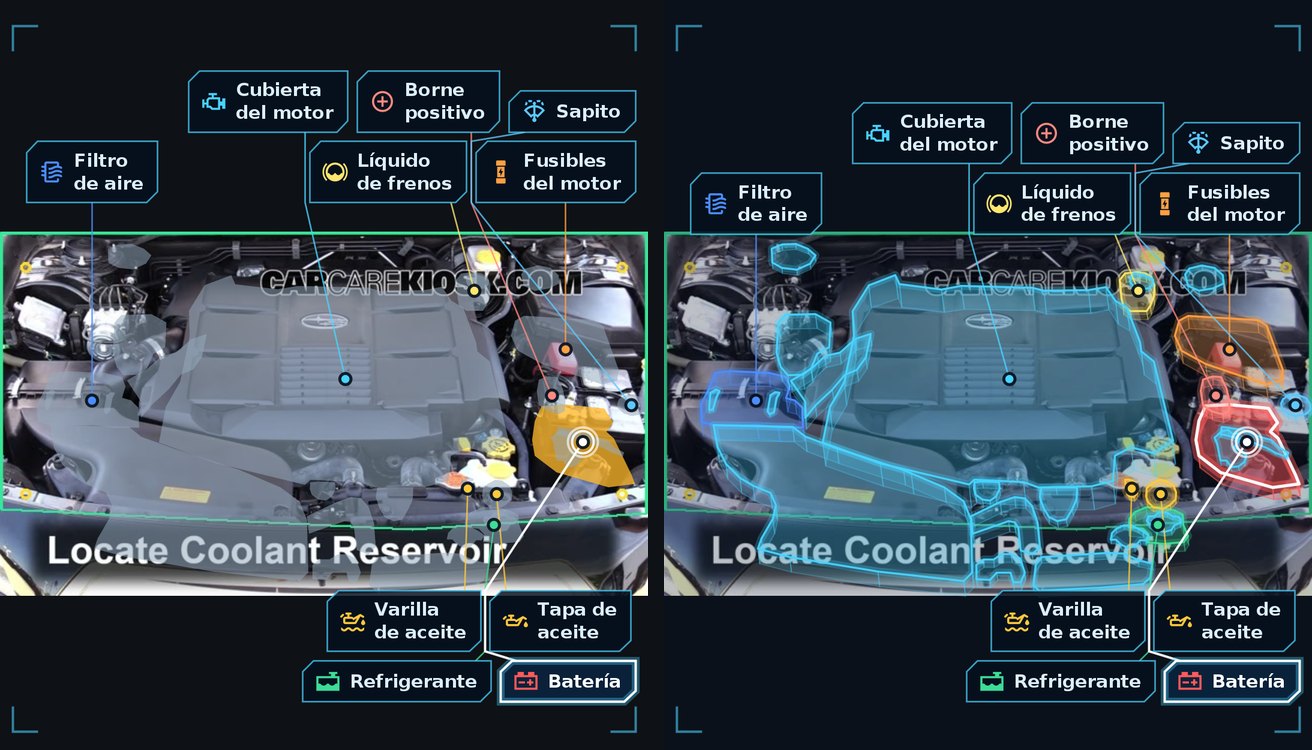 Cubierta
del motor
Borne
positivo
Sapito
Filtro
de aire
Líquido
de frenos
Fusibles
del motor
CARCAREKIOSK.COM
Locate Coolant Reservoir
Varilla
de aceite
Tapa de
aceite
Refrigerante
Batería
Cubierta
del motor
Borne
positivo
Sapito
Filtro
de aire
Líquido
de frenos
Fusibles
del motor
CARCAREKIOSK.COM
Locate Coolant Reservoir
Varilla
de aceite
Tapa de
aceite
Refrigerante
Batería